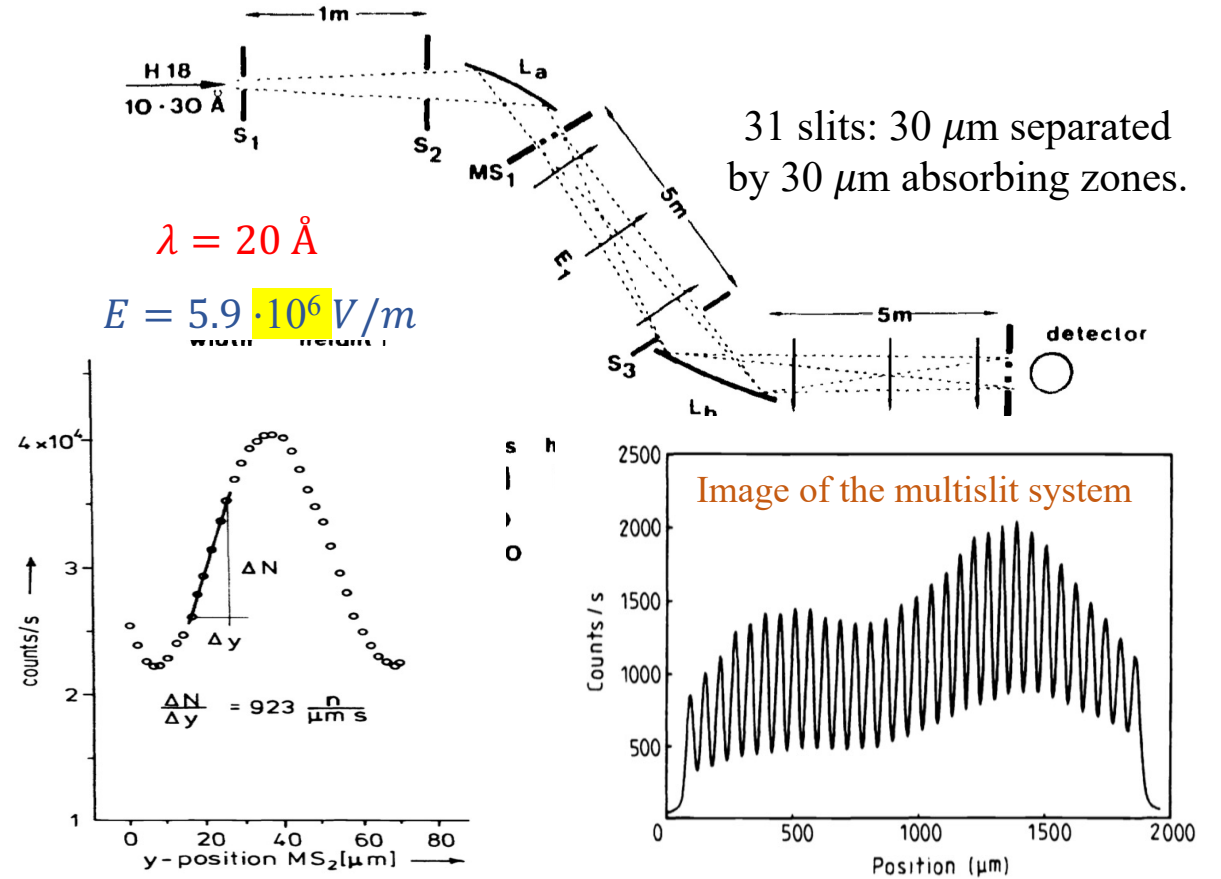 1m
H 18
10 · 30 Å
S₁
S₂
Lₐ
MS₁
5m
E₁
31 slits: 30 𝜇m separated
by 30 𝜇m absorbing zones.
𝜆 = 20 Å
𝐸 = 5.9 ·10⁶ 𝑉/𝑚
5m
detector
S₃
4 ×10⁴
3
2
1
counts/s
ΔN
Δy
ΔN/Δy = 923 n/μm s
0 20 40 60 80
y-position MS₂[μm]
s h
Image of the multislit system
2500
2000
1500
1000
500
Counts / s
0 500 1000 1500 2000
Position (μm)